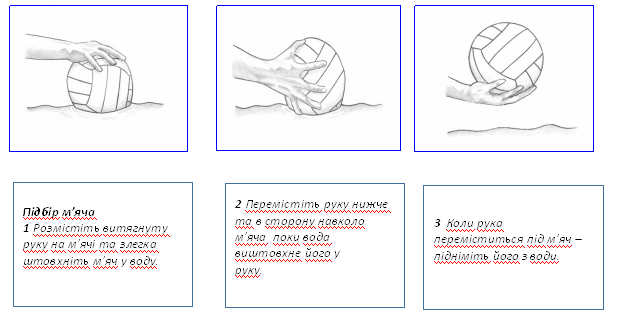 Підбір м'яча
1 Розмістіть витягнуту
руку на м'ячі та злегка
штовхніть м'яч у воду.
2 Перемістіть руку нижче
та в сторону навколо
м'яча поки вода
виштовхне його у
руку.
3 Коли рука
переміститься під м'яч –
підніміть його з води.